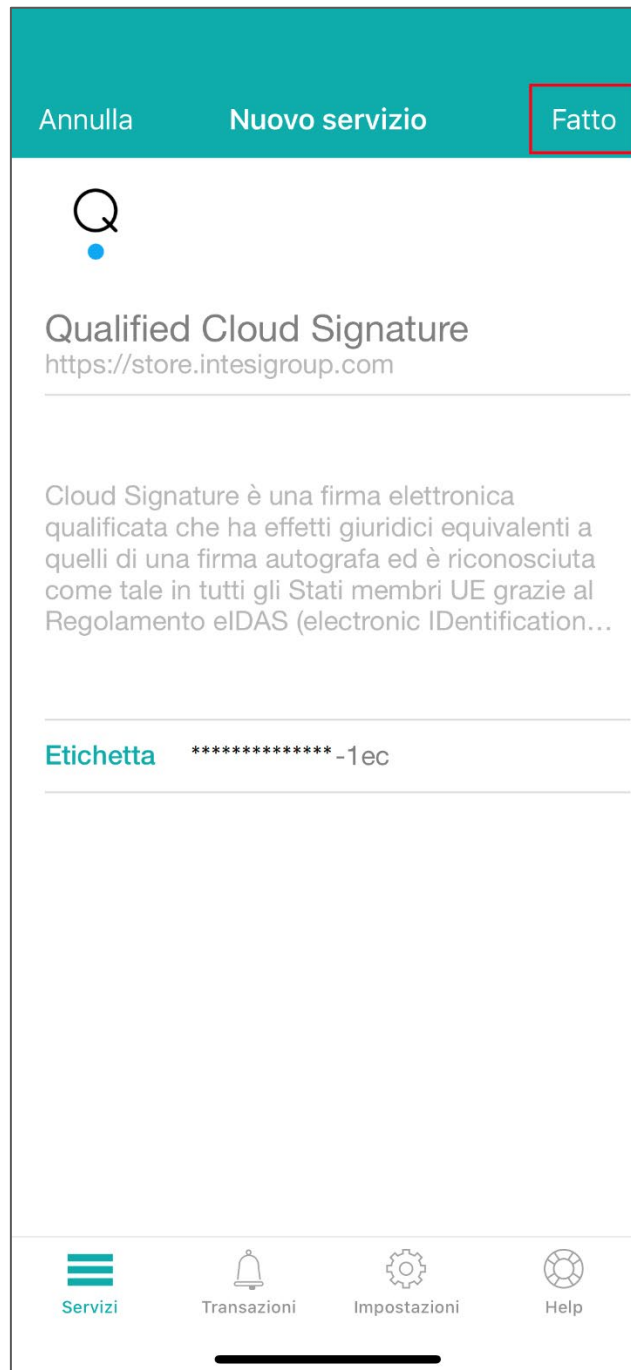 Annulla Nuovo servizio Fatto
Q
Qualified Cloud Signature
https://store.intesigroup.com
Cloud Signature è una firma elettronica
qualificata che ha effetti giuridici equivalenti a
quelli di una firma autografa ed è riconosciuta
come tale in tutti gli Stati membri UE grazie al
Regolamento eIDAS (electronic IDentification…
Etichetta **************-1ec
Servizi Transazioni Impostazioni Help